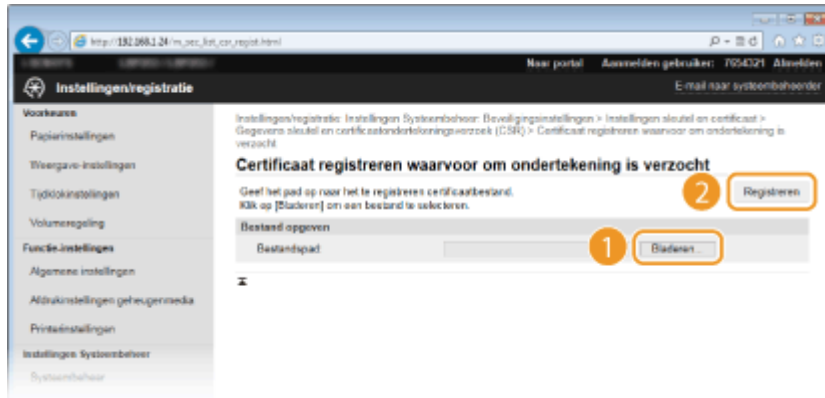 http://192.168.1.24/m_sec_list_csr_regist.html
Naar portal Aanmelden gebruiker: 7654321 Afmelden
Instellingen/registratie
E-mail naar systeembeheerder
Voorkeuren
Papierinstellingen
Weergave-instellingen
Tijdklokinstellingen
Volumeregeling
Functie-instellingen
Algemene instellingen
Afdrukinstellingen geheugenmedia
Printerinstellingen
Instellingen Systeembeheer
Systeembeheer
Instellingen/registratie: Instellingen Systeembeheer: Beveiligingsinstellingen > Instellingen sleutel en certificaat >
Gegevens sleutel en certificaatondertekeningsverzoek (CSR) > Certificaat registreren waarvoor om ondertekening is
verzocht
Certificaat registreren waarvoor om ondertekening is verzocht
Geef het pad op naar het te registreren certificaatbestand.
Klik op [Bladeren] om een bestand te selecteren.
2
Registreren
Bestand opgeven
Bestandspad:
1
Bladeren...